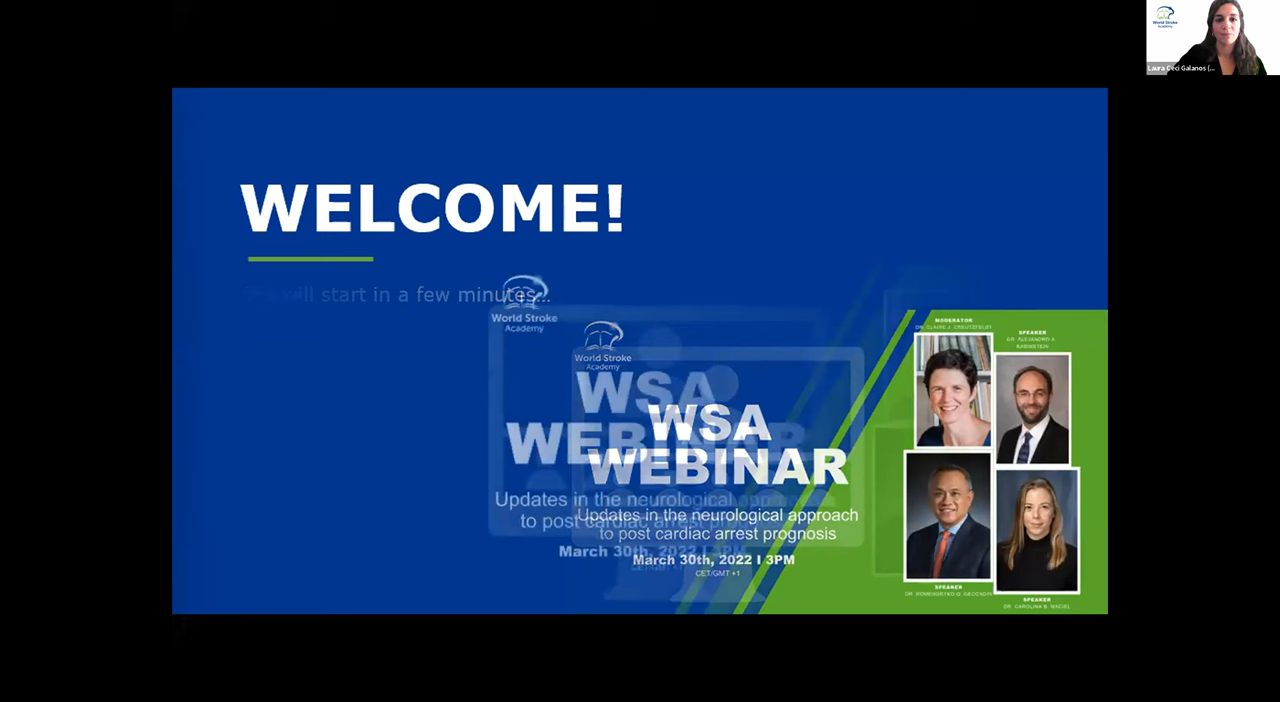 World Stroke
Academy
Laura Ceci Galanos (...
WELCOME!
will start in a few minutes...
World Stroke
Academy
World Stroke
Academy
WSA
WEBINAR
Updates in the neurological approach
to post cardiac arrest prognosis
March 30th, 2022 I 3PM
WSA
WEBINAR
Updates in the neurological approach
to post cardiac arrest prognosis
March 30th, 2022 I 3PM
CET/GMT +1
MODERATOR
DR. CLAIRE J. CREUTZFELDT
SPEAKER
DR. ALEJANDRO A.
RABINSTEIN
SPEAKER
DR. ROMERGRYKO G. GEOCADIN
SPEAKER
DR. CAROLINA B. MACIEL